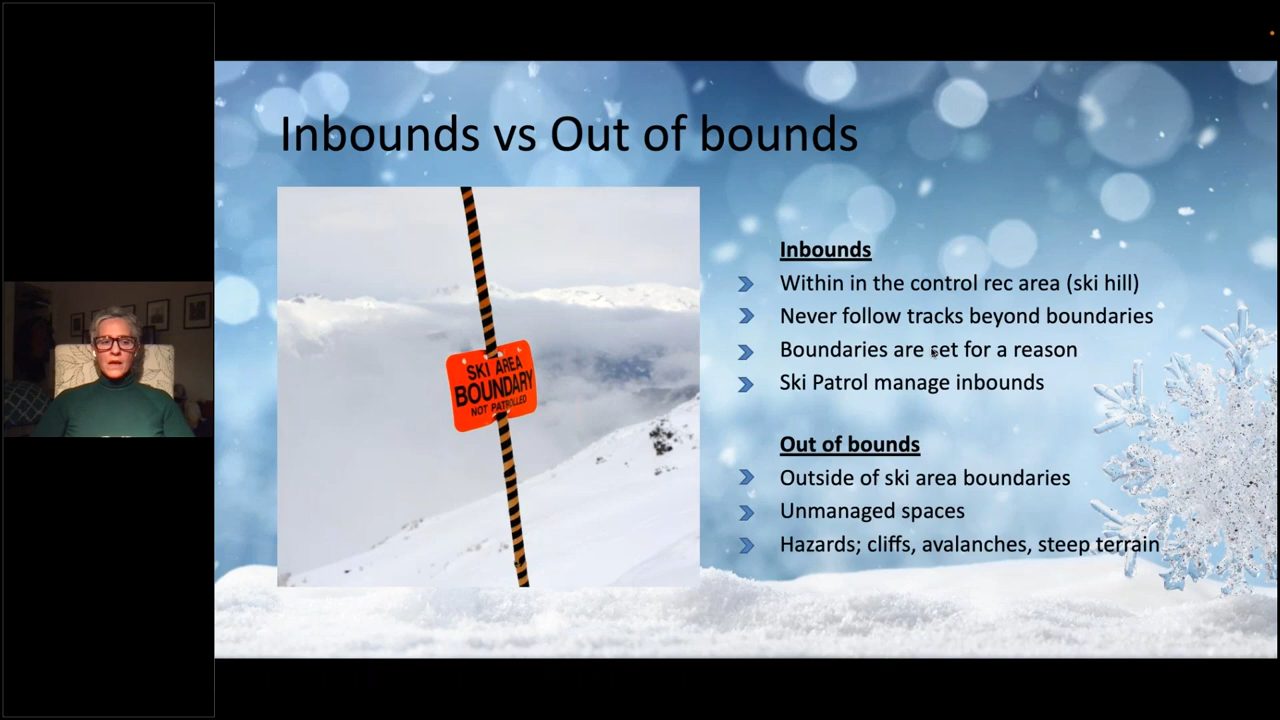 Inbounds vs Out of bounds
SKI AREA
BOUNDARY
NOT PATROLLED
Inbounds
Within in the control rec area (ski hill)
Never follow tracks beyond boundaries
Boundaries are set for a reason
Ski Patrol manage inbounds
Out of bounds
Outside of ski area boundaries
Unmanaged spaces
Hazards; cliffs, avalanches, steep terrain